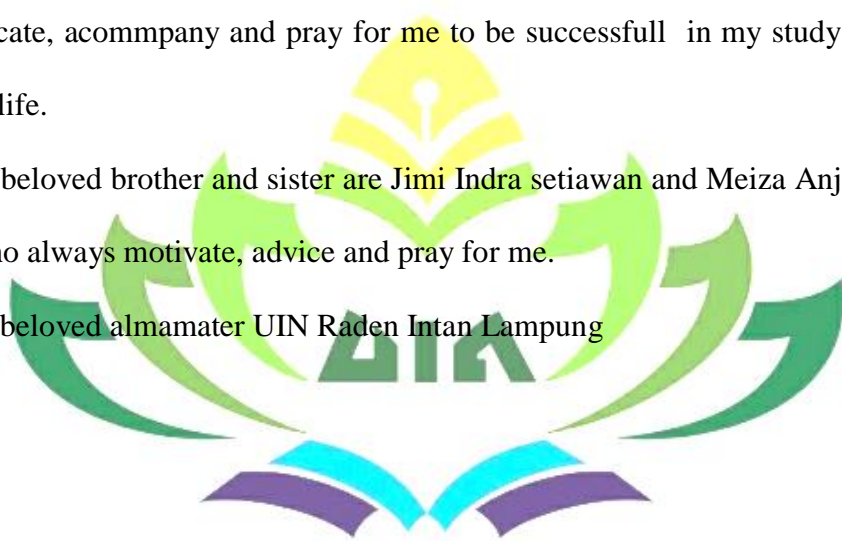 cate, acommpany and pray for me to be successfull in my study
life.
beloved brother and sister are Jimi Indra setiawan and Meiza Anj
always motivate, advice and pray for me.
beloved almamater UIN Raden Intan Lampung